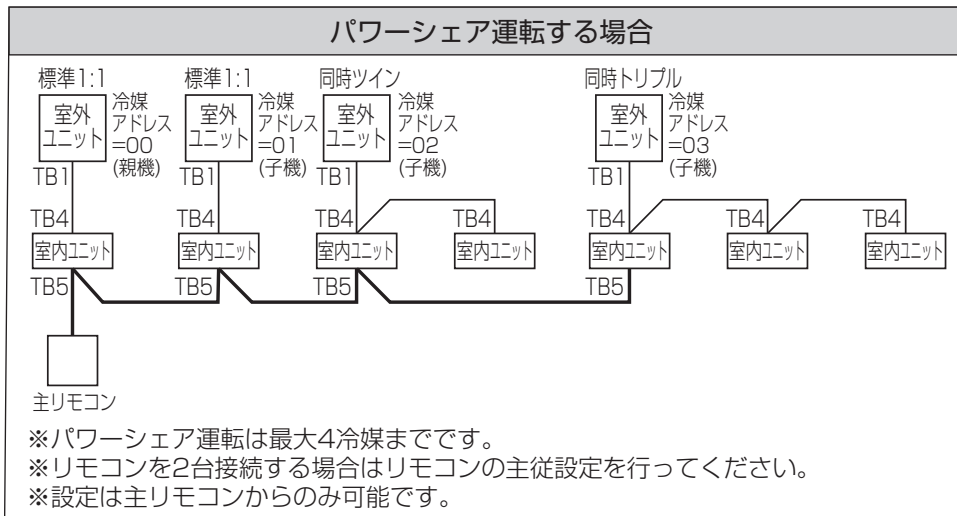 パワーシェア運転する場合
標準1:1
標準1:1
同時ツイン
同時トリプル
室外
ユニット
冷媒
アドレス
=00
(親機)
室外
ユニット
冷媒
アドレス
=01
(子機)
室外
ユニット
冷媒
アドレス
=02
(子機)
室外
ユニット
冷媒
アドレス
=03
(子機)
TB1
TB1
TB1
TB1
TB4
TB4
TB4
TB4
TB4
TB4
TB4
室内ユニット
室内ユニット
室内ユニット
室内ユニット
室内ユニット
室内ユニット
室内ユニット
TB5
TB5
TB5
TB5
主リモコン
※パワーシェア運転は最大4冷媒までです。
※リモコンを2台接続する場合はリモコンの主従設定を行ってください。
※設定は主リモコンからのみ可能です。